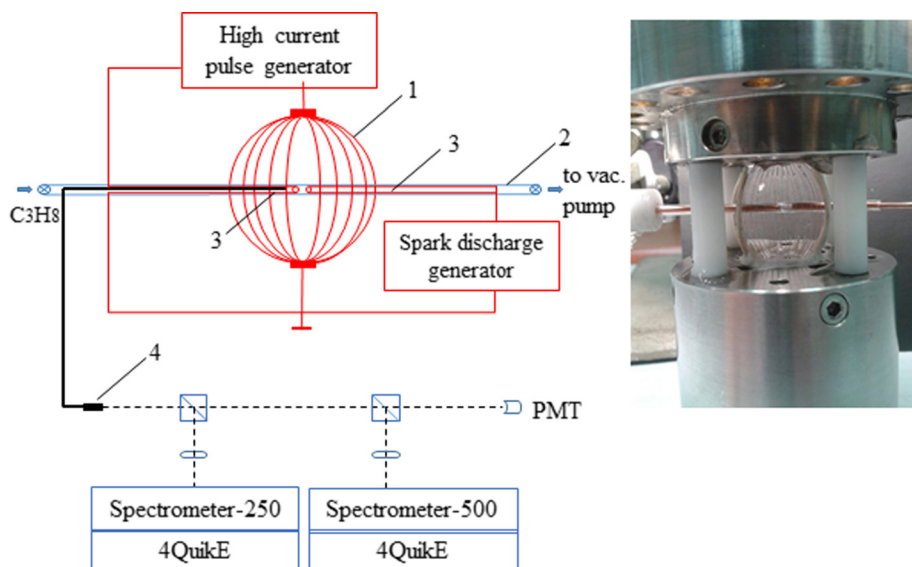 High current
pulse generator
1
3
2
to vac.
pump
C3H8
3
Spark discharge
generator
4
PMT
Spectrometer-250
Spectrometer-500
4QuikE
4QuikE